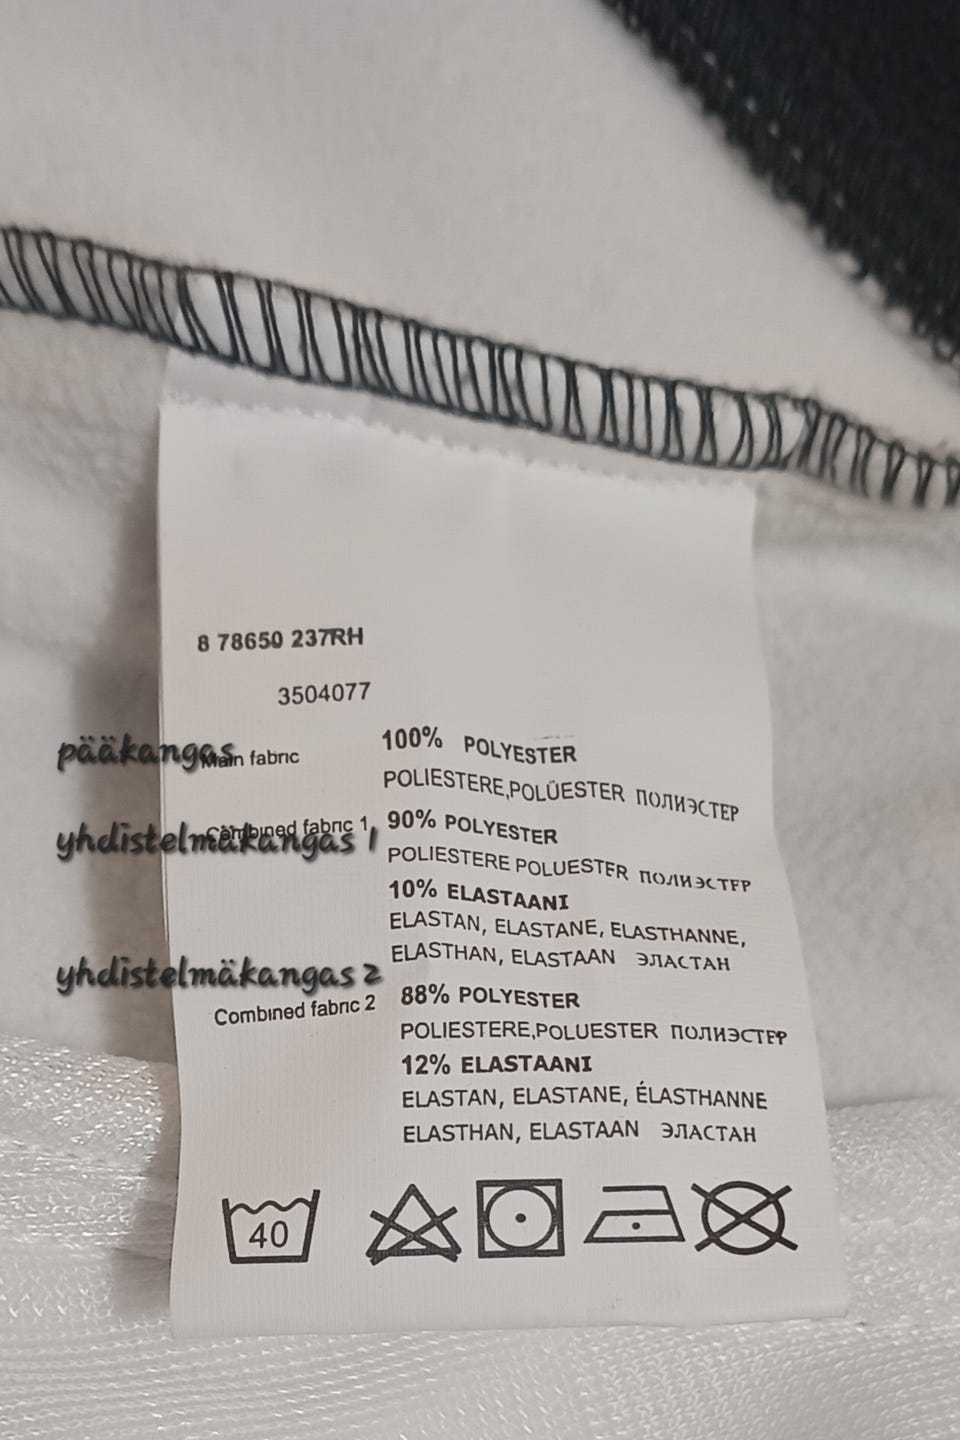 8 78650 237RH
3504077
pääkangas
Main fabric
100% POLYESTER
POLIESTERE,POLÜESTER ПОЛИЭСТЕР
yhdistelmäkangas 1
Combined fabric 1
90% POLYESTER
POLIESTERE POLUESTER ПОЛИЭСТЕР
10% ELASTAANI
ELASTAN, ELASTANE, ELASTHANNE,
ELASTHAN, ELASTAAN ЭЛАСТАН
yhdistelmäkangas 2
Combined fabric 2
88% POLYESTER
POLIESTERE,POLUESTER ПОЛИЭСТЕР
12% ELASTAANI
ELASTAN, ELASTANE, ÉLASTHANNE
ELASTHAN, ELASTAAN ЭЛАСТАН
40